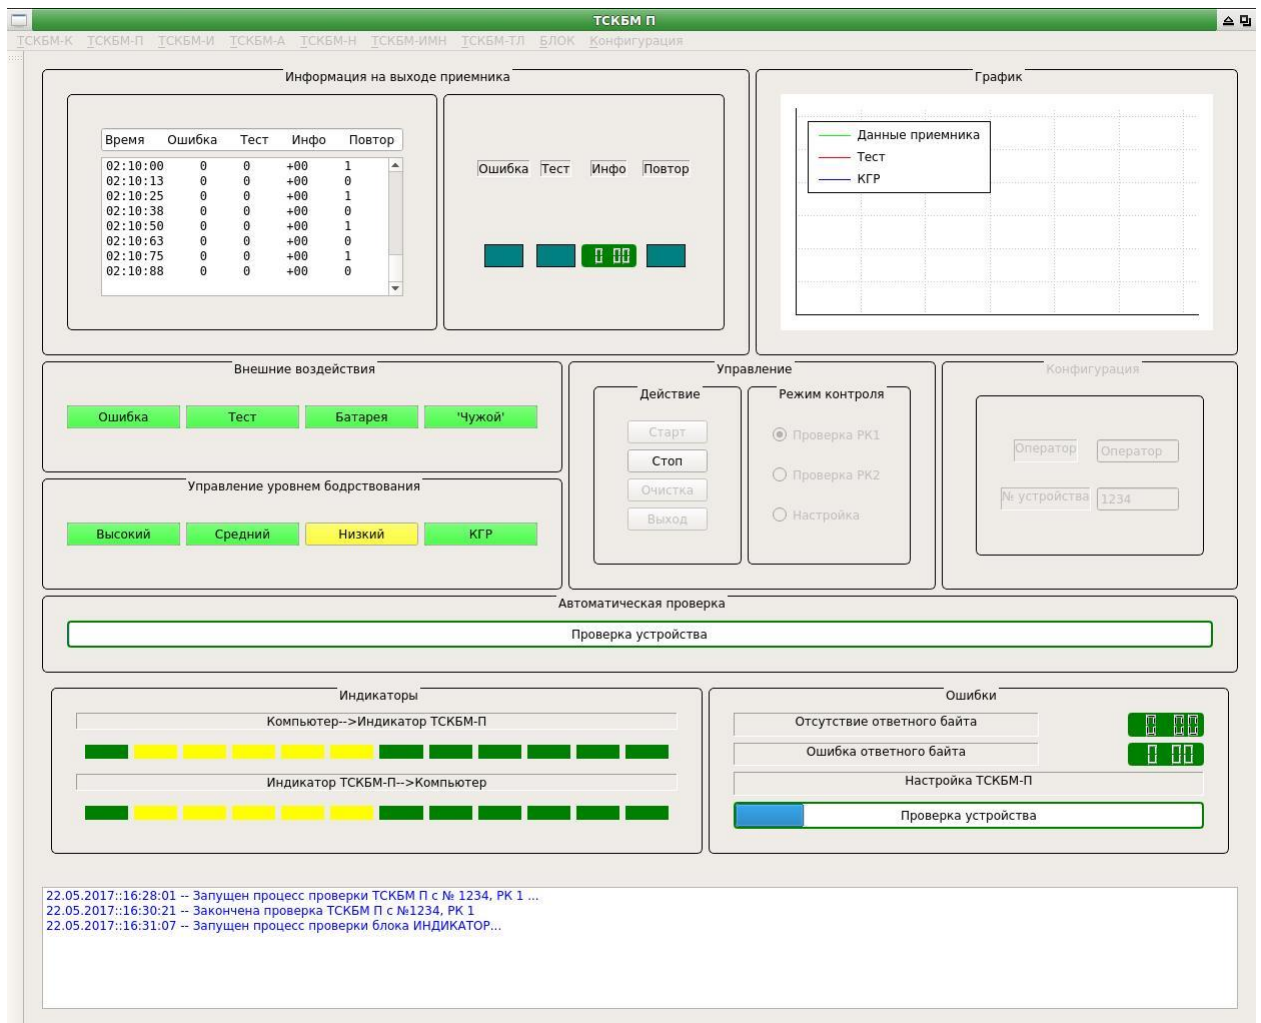 ТСКБМ П
ТСКБМ-К ТСКБМ-П ТСКБМ-И ТСКБМ-А ТСКБМ-Н ТСКБМ-ИМН ТСКБМ-ТЛ БЛОК Конфигурация
Информация на выходе приемника
Время Ошибка Тест Инфо Повтор
02:10:00 0 0 +00 1
02:10:13 0 0 +00 0
02:10:25 0 0 +00 1
02:10:38 0 0 +00 0
02:10:50 0 0 +00 1
02:10:63 0 0 +00 0
02:10:75 0 0 +00 1
02:10:88 0 0 +00 0
Ошибка Тест Инфо Повтор
0 00
График
Данные приемника
Тест
КГР
Внешние воздействия
Ошибка Тест Батарея 'Чужой'
Управление уровнем бодрствования
Высокий Средний Низкий КГР
Управление
Действие
Старт
Стоп
Очистка
Выход
Режим контроля
Проверка РК1
Проверка РК2
Настройка
Конфигурация
Оператор Оператор
№ устройства 1234
Автоматическая проверка
Проверка устройства
Индикаторы
Компьютер-->Индикатор ТСКБМ-П
Индикатор ТСКБМ-П-->Компьютер
Ошибки
Отсутствие ответного байта 0 00
Ошибка ответного байта 0 00
Настройка ТСКБМ-П
Проверка устройства
22.05.2017::16:28:01 -- Запущен процесс проверки ТСКБМ П с № 1234, РК 1 ...
22.05.2017::16:30:21 -- Закончена проверка ТСКБМ П с №1234, РК 1
22.05.2017::16:31:07 -- Запущен процесс проверки блока ИНДИКАТОР...